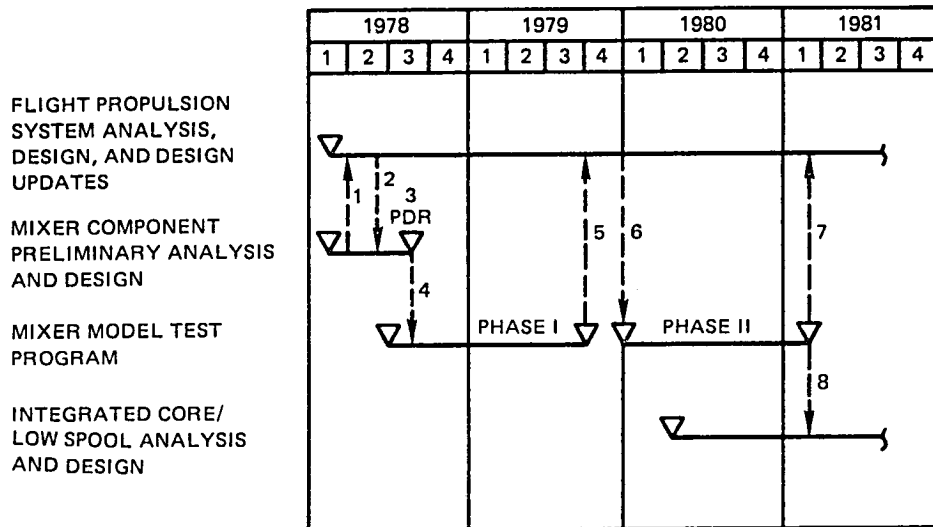 1978 1979 1980 1981
1 2 3 4 1 2 3 4 1 2 3 4 1 2 3 4
FLIGHT PROPULSION
SYSTEM ANALYSIS,
DESIGN, AND DESIGN
UPDATES
1 2 3
PDR
5 6 7
MIXER COMPONENT
PRELIMINARY ANALYSIS
AND DESIGN
4
MIXER MODEL TEST
PROGRAM
PHASE I PHASE II
8
INTEGRATED CORE/
LOW SPOOL ANALYSIS
AND DESIGN